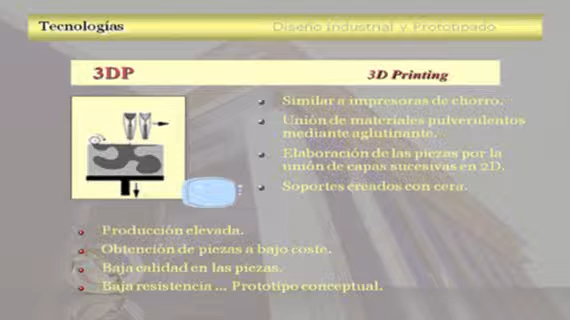 Tecnologías
Diseño Industrial y Prototipado
3DP
3D Printing
Similar a impresoras de chorro.
Unión de materiales pulverulentos
mediante aglutinante.
Elaboración de las piezas por la
unión de capas sucesivas en 2D.
Soportes creados con cera.
Producción elevada.
Obtención de piezas a bajo coste.
Baja calidad en las piezas.
Baja resistencia ... Prototipo conceptual.